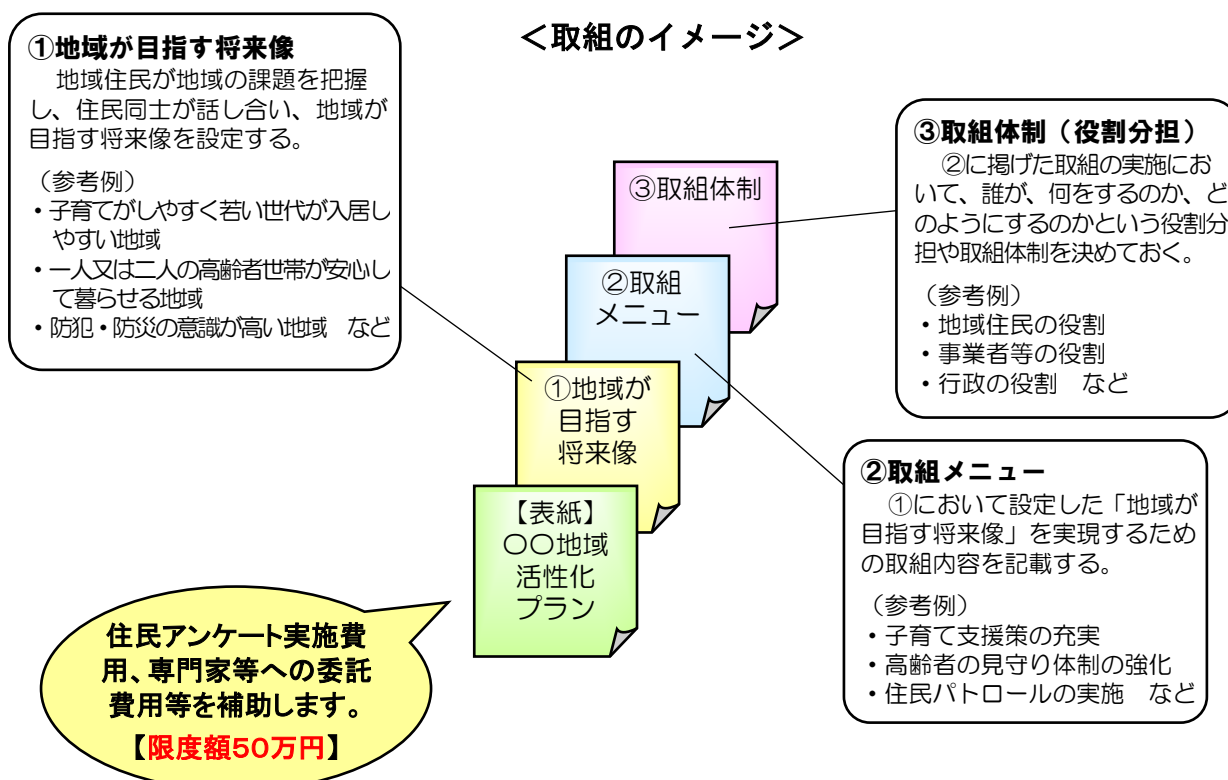 ＜取組のイメージ＞
①地域が目指す将来像
地域住民が地域の課題を把握
し、住民同士が話し合い、地域が
目指す将来像を設定する。
（参考例）
・子育てがしやすく若い世代が入居し
やすい地域
・一人又は二人の高齢者世帯が安心し
て暮らせる地域
・防犯・防災の意識が高い地域　など
③取組体制
②取組
メニュー
①地域が
目指す
将来像
【表紙】
〇〇地域
活性化
プラン
③取組体制（役割分担）
②に掲げた取組の実施にお
いて、誰が、何をするのか、ど
のようにするのかという役割分
担や取組体制を決めておく。
（参考例）
・地域住民の役割
・事業者等の役割
・行政の役割　など
②取組メニュー
①において設定した「地域が
目指す将来像」を実現するため
の取組内容を記載する。
（参考例）
・子育て支援策の充実
・高齢者の見守り体制の強化
・住民パトロールの実施　など
住民アンケート実施費
用、専門家等への委託
費用等を補助します。
【限度額50万円】